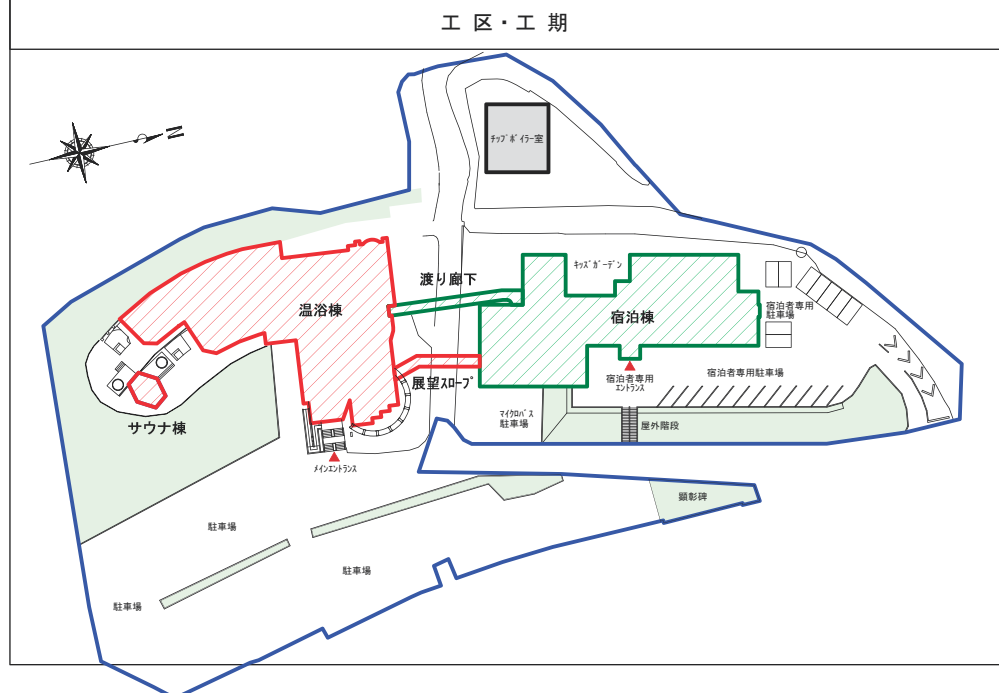 工区・工期
チップボイラー室
N
渡り廊下
キッズガーデン
温浴棟
宿泊棟
宿泊者専用
駐車場
展望スロープ
宿泊者専用
エントランス
宿泊者専用駐車場
マイクロバス
駐車場
屋外階段
サウナ棟
メインエントランス
顕彰碑
駐車場
駐車場
駐車場